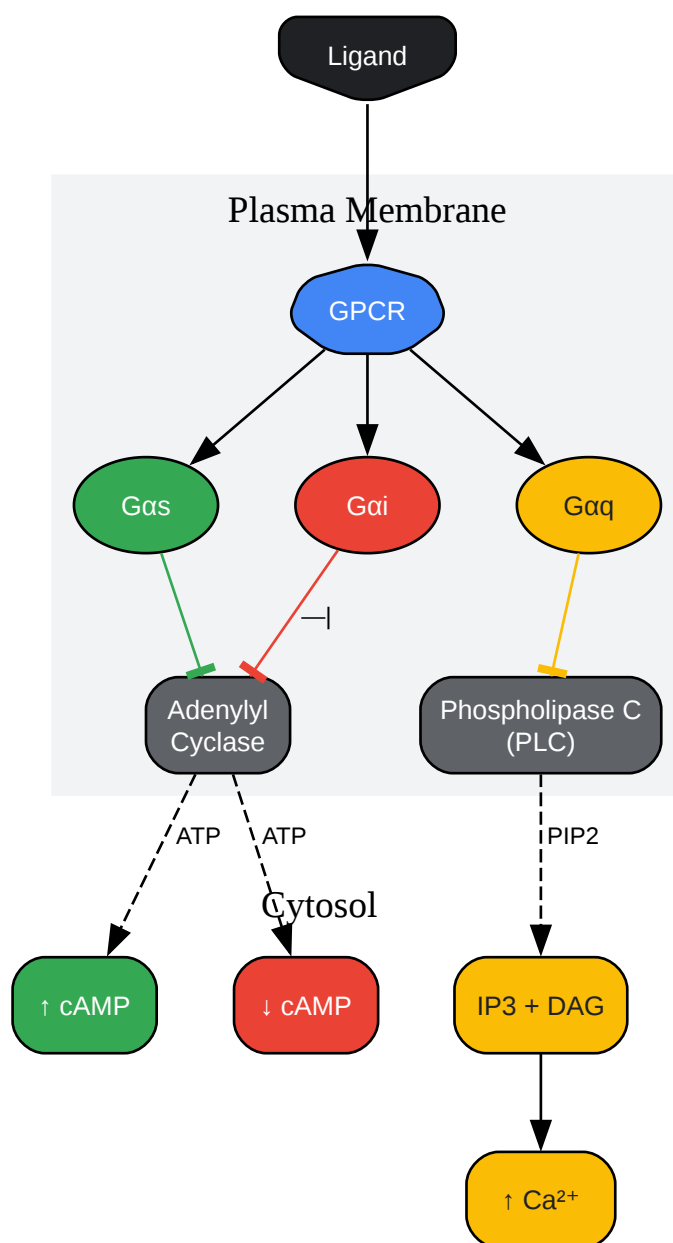 Ligand
Plasma Membrane
GPCR
Gαs
Gαi
Gαq
—|
Adenylyl
Cyclase
Phospholipase C
(PLC)
ATP
ATP
PIP2
Cytosol
↑ cAMP
↓ cAMP
IP3 + DAG
↑ Ca²⁺